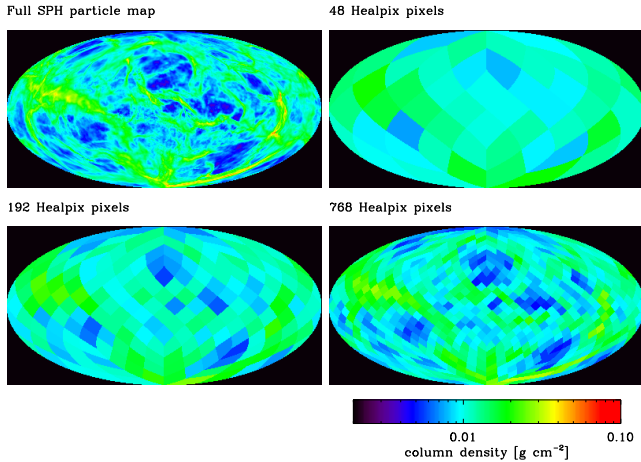 Full SPH particle map
48 Healpix pixels
192 Healpix pixels
768 Healpix pixels
0.01
0.10
column density [g cm⁻²]